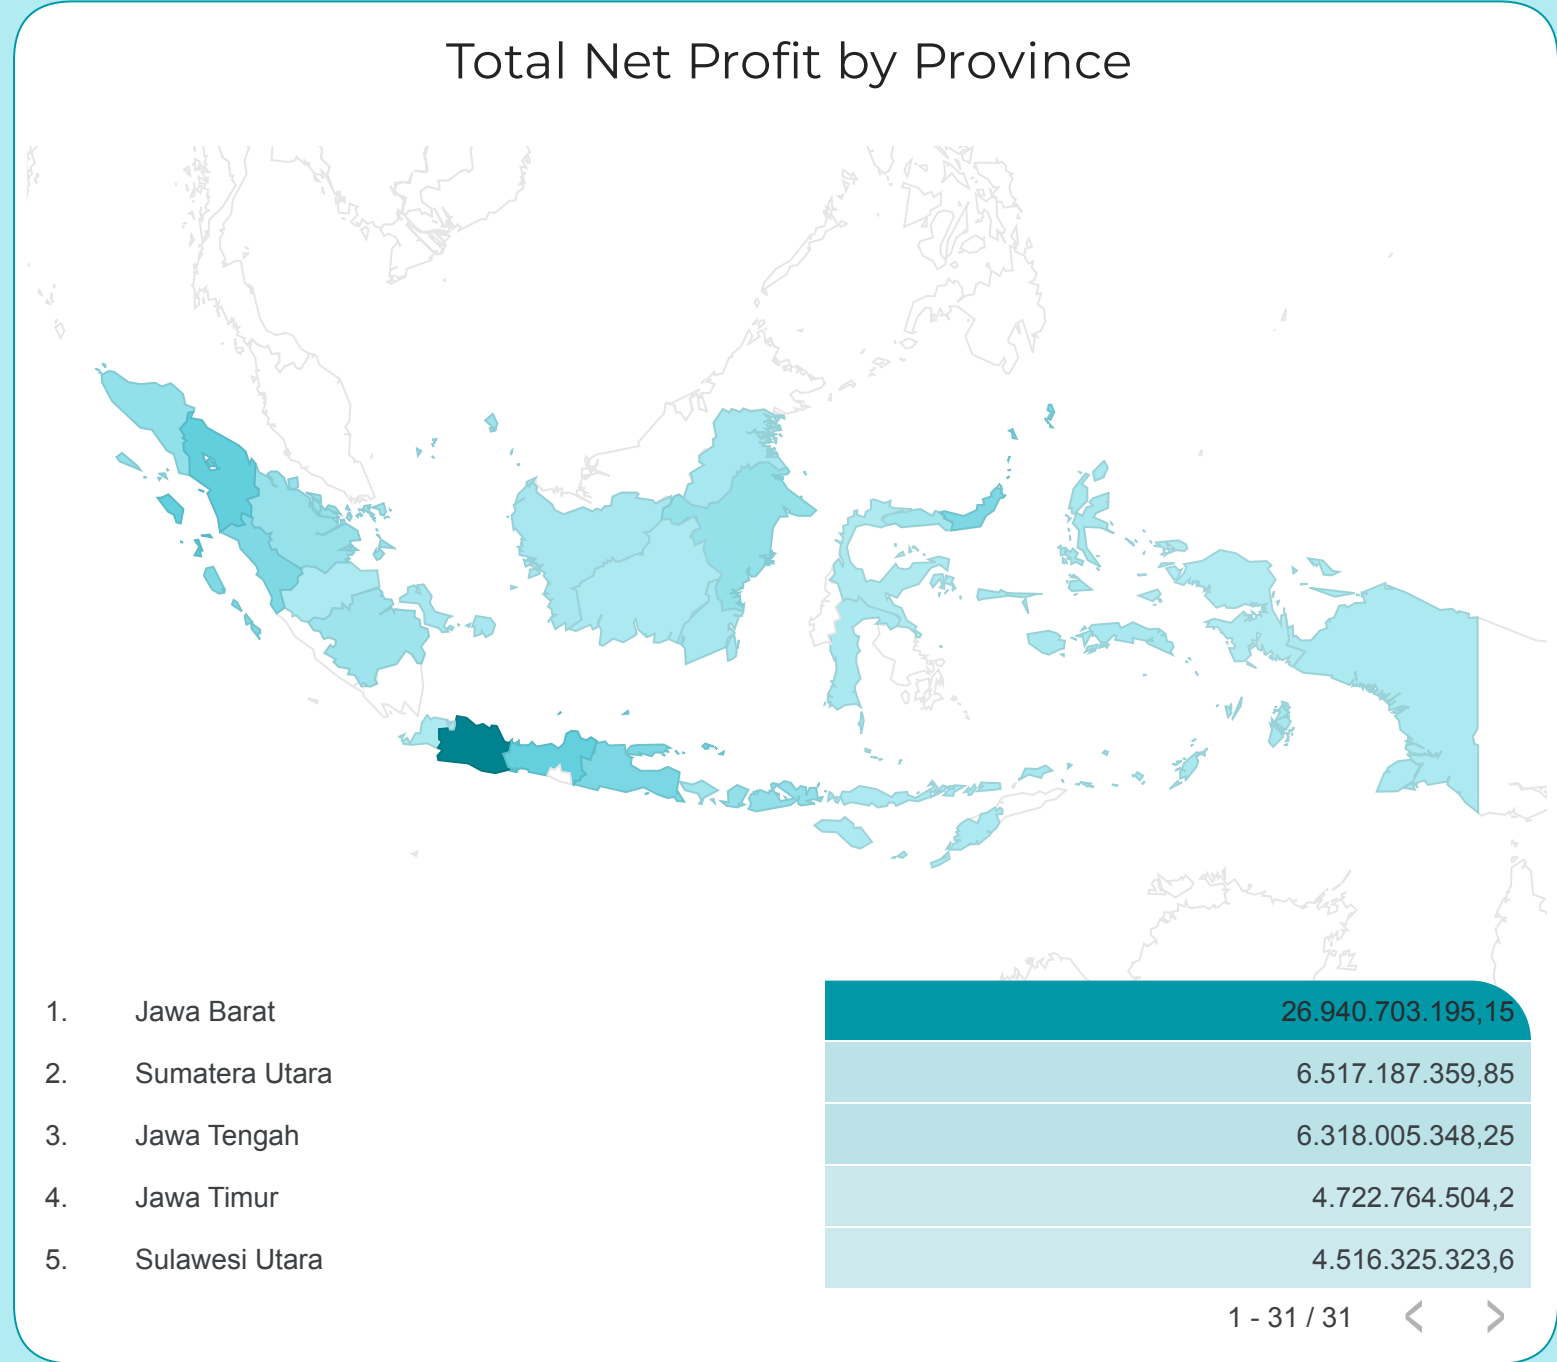 Total Net Profit by Province
1. Jawa Barat 26.940.703.195,15
2. Sumatera Utara 6.517.187.359,85
3. Jawa Tengah 6.318.005.348,25
4. Jawa Timur 4.722.764.504,2
5. Sulawesi Utara 4.516.325.323,6
1 - 31 / 31